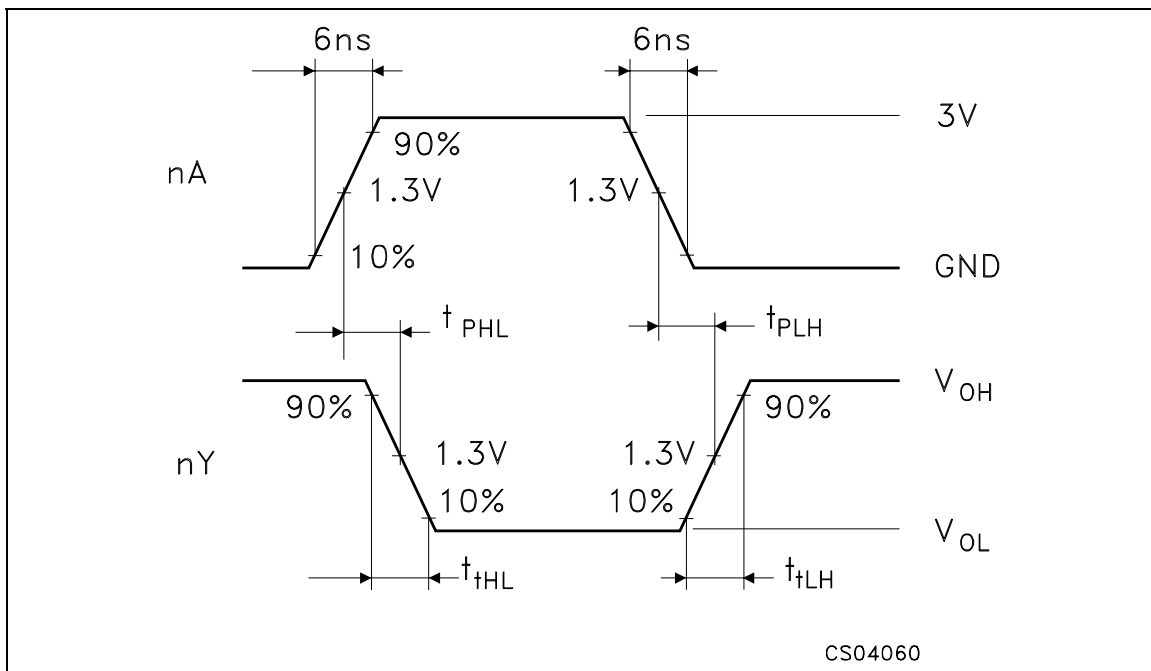 6ns 6ns
3V
90%
nA
1.3V 1.3V
10%
GND
tPHL tPLH
VOH
90% 90%
1.3V 1.3V
nY
10% 10%
VOL
ttHL ttLH
CS04060